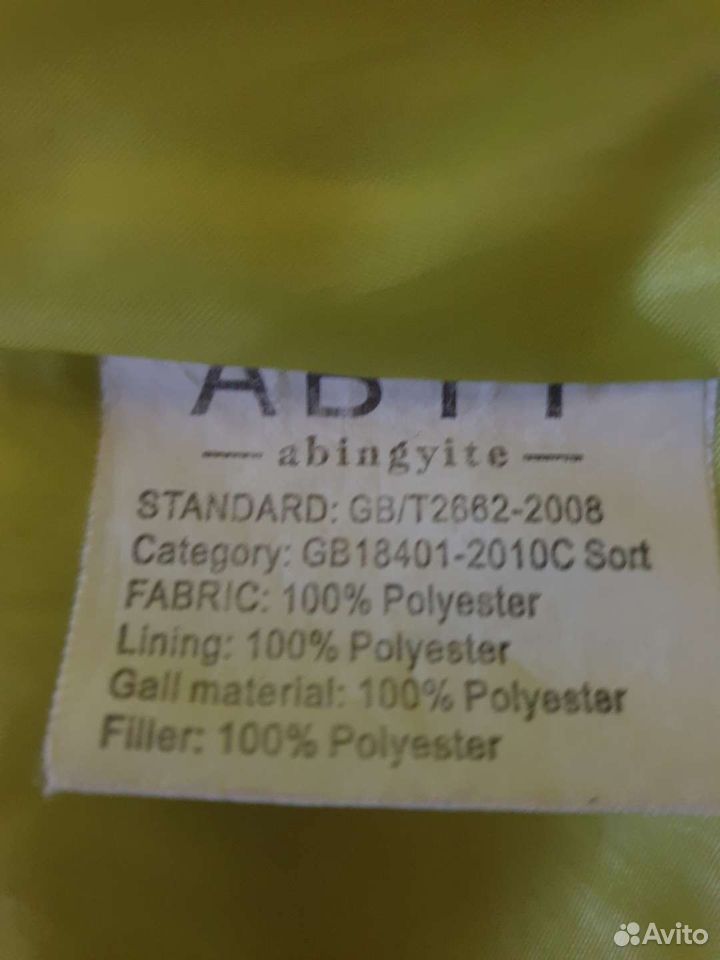 ABYT
abingyite
STANDARD: GB/T2662-2008
Category: GB18401-2010C Sort
FABRIC: 100% Polyester
Lining: 100% Polyester
Gall material: 100% Polyester
Filler: 100% Polyester
Avito